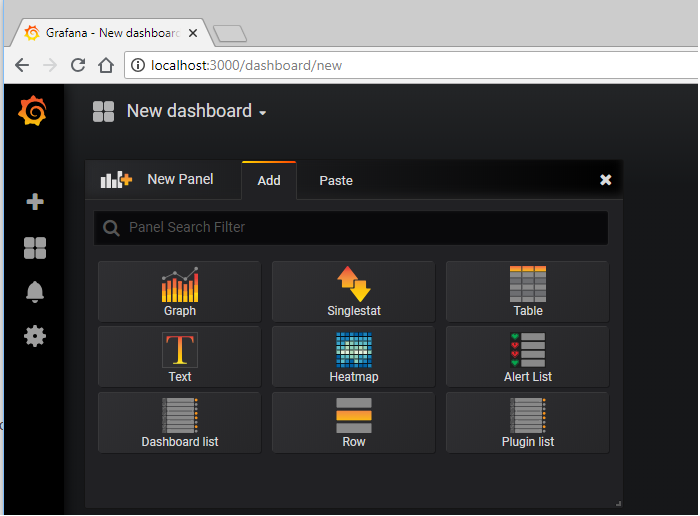 Grafana - New dashboard
localhost:3000/dashboard/new
New dashboard
New Panel Add Paste
Panel Search Filter
Graph Singlestat Table
T
Text Heatmap Alert List
Dashboard list Row Plugin list